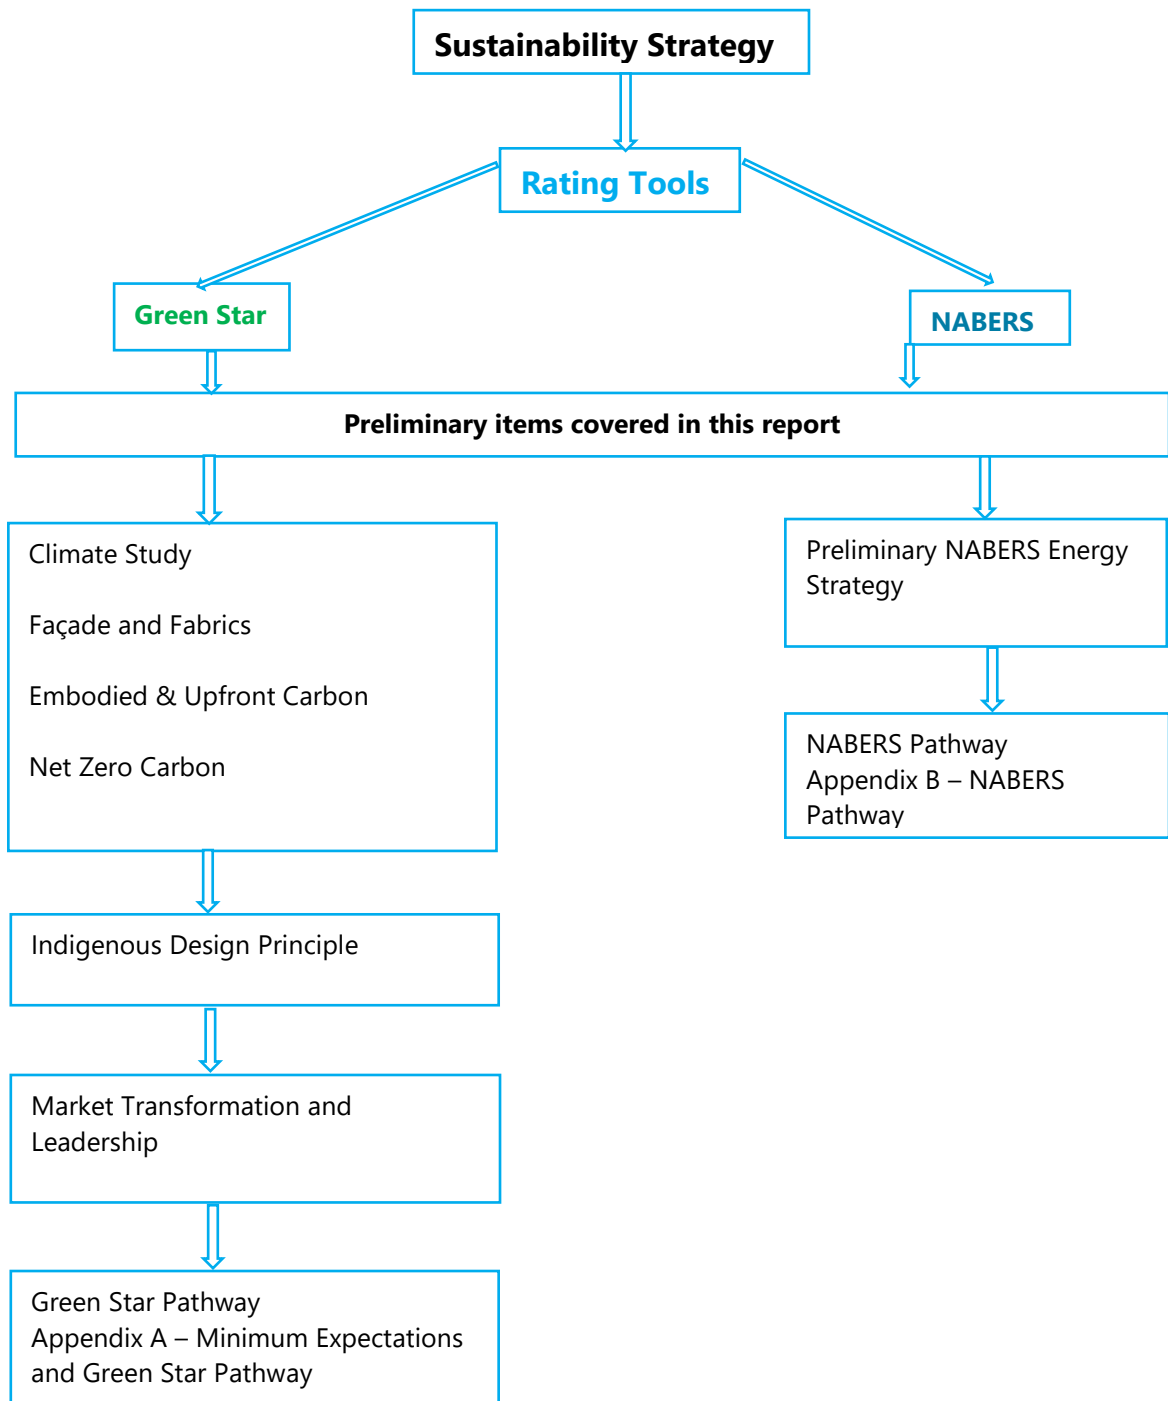 Sustainability Strategy
Rating Tools
Green Star
NABERS
Preliminary items covered in this report
Climate Study
Façade and Fabrics
Embodied & Upfront Carbon
Net Zero Carbon
Preliminary NABERS Energy
Strategy
NABERS Pathway
Appendix B – NABERS
Pathway
Indigenous Design Principle
Market Transformation and
Leadership
Green Star Pathway
Appendix A – Minimum Expectations
and Green Star Pathway